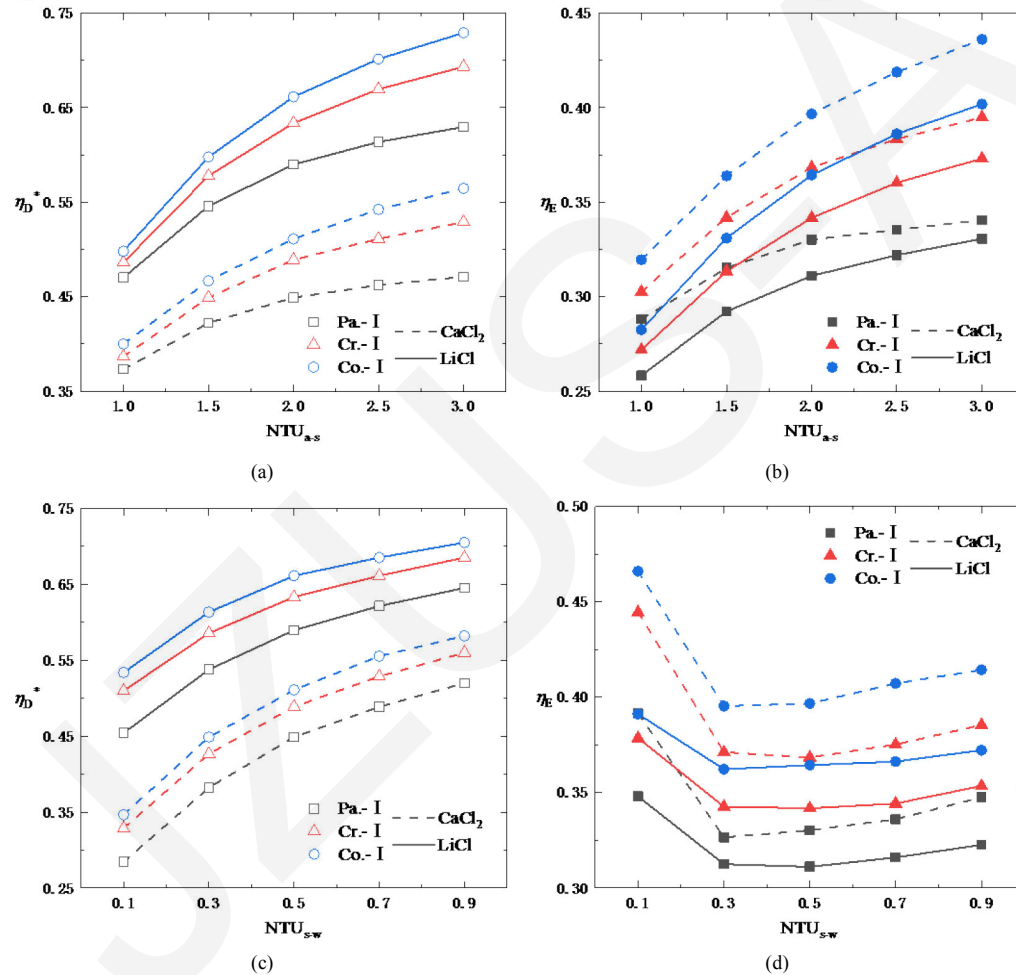 0.75
0.65
η_D*
0.55
0.45
0.35
Pa.- I
Cr.- I
Co.- I
CaCl₂
LiCl
1.0 1.5 2.0 2.5 3.0
NTU_a-s
(a)
0.45
0.40
η_E
0.35
0.30
0.25
Pa.- I
Cr.- I
Co.- I
CaCl₂
LiCl
1.0 1.5 2.0 2.5 3.0
NTU_a-s
(b)
0.75
0.65
0.55
η_D*
0.45
0.35
0.25
Pa.- I
Cr.- I
Co.- I
CaCl₂
LiCl
0.1 0.3 0.5 0.7 0.9
NTU_s-w
(c)
0.50
0.45
0.40
η_E
0.35
0.30
Pa.- I
Cr.- I
Co.- I
CaCl₂
LiCl
0.1 0.3 0.5 0.7 0.9
NTU_s-w
(d)
JZUS-A